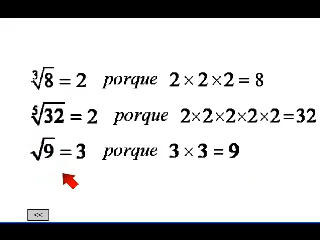 ∛8 = 2 porque 2 × 2 × 2 = 8
⁵√32 = 2 porque 2×2×2×2×2=32
√9 = 3 porque 3 × 3 = 9
<<